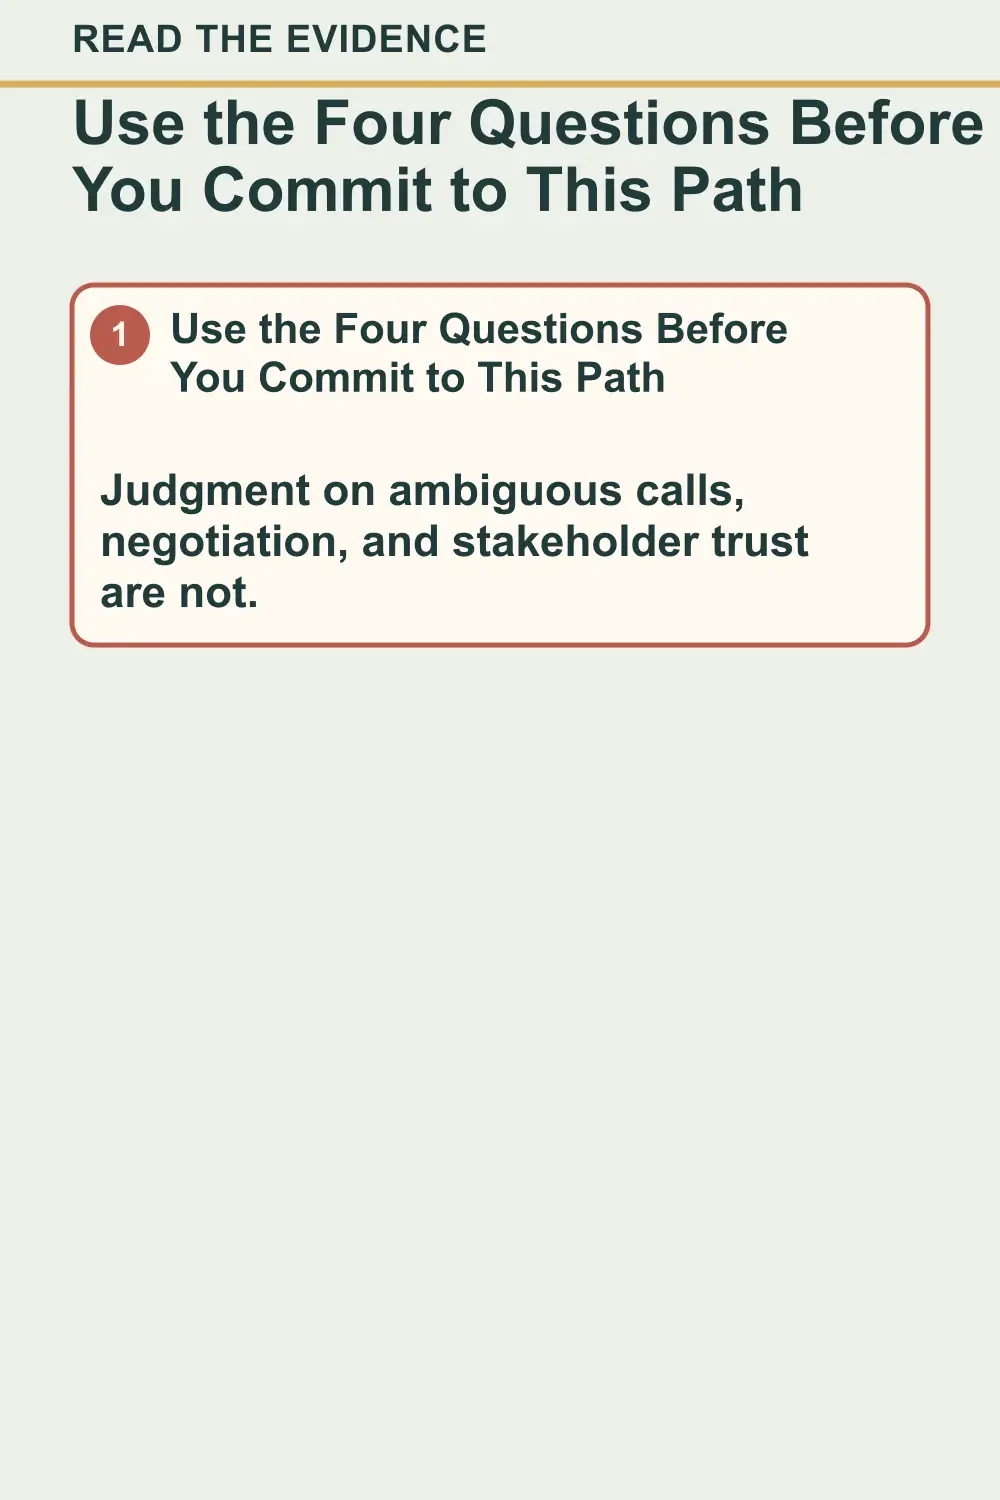 READ THE EVIDENCE
Use the Four Questions Before
You Commit to This Path
1
Use the Four Questions Before
You Commit to This Path
Judgment on ambiguous calls,
negotiation, and stakeholder trust
are not.